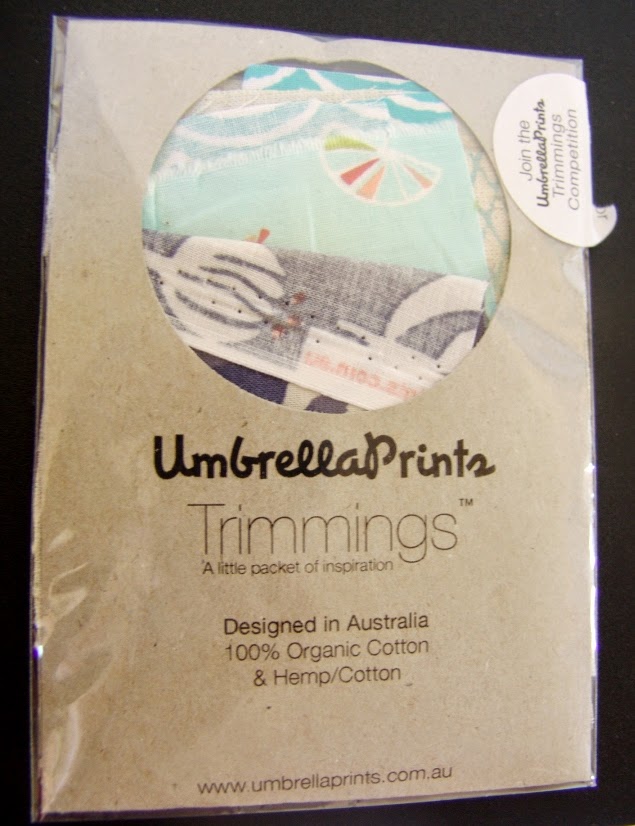 Join the
UmbrellaPrints
Trimmings
Competition
UmbrellaPrints
Trimmings™
A little packet of inspiration
Designed in Australia
100% Organic Cotton
& Hemp/Cotton
www.umbrellaprints.com.au